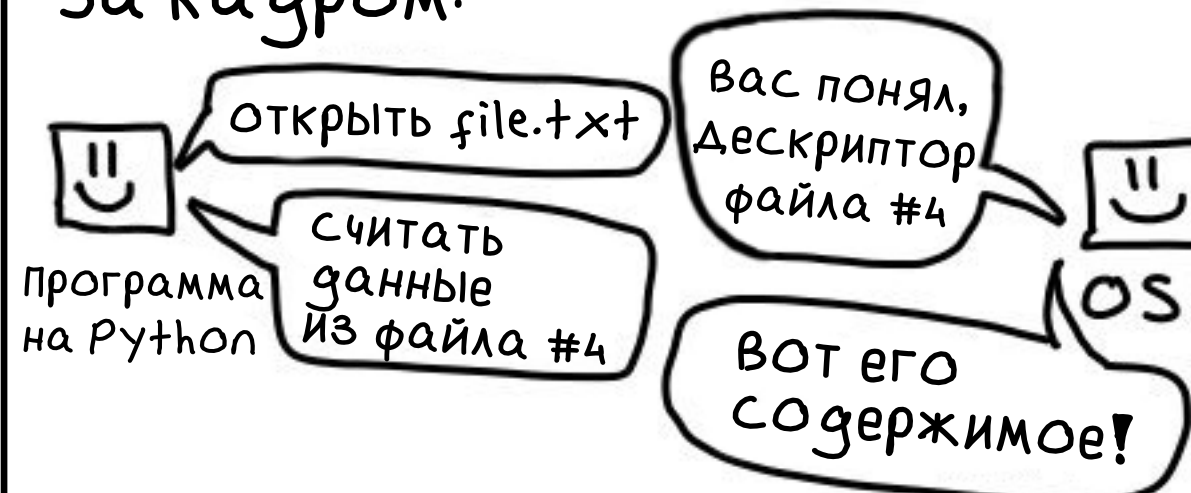 за кадром:
открыть file.txt
вас понял,
дескриптор
файла #4
считать
данные
из файла #4
программа
на Python
OS
вот его
содержимое!